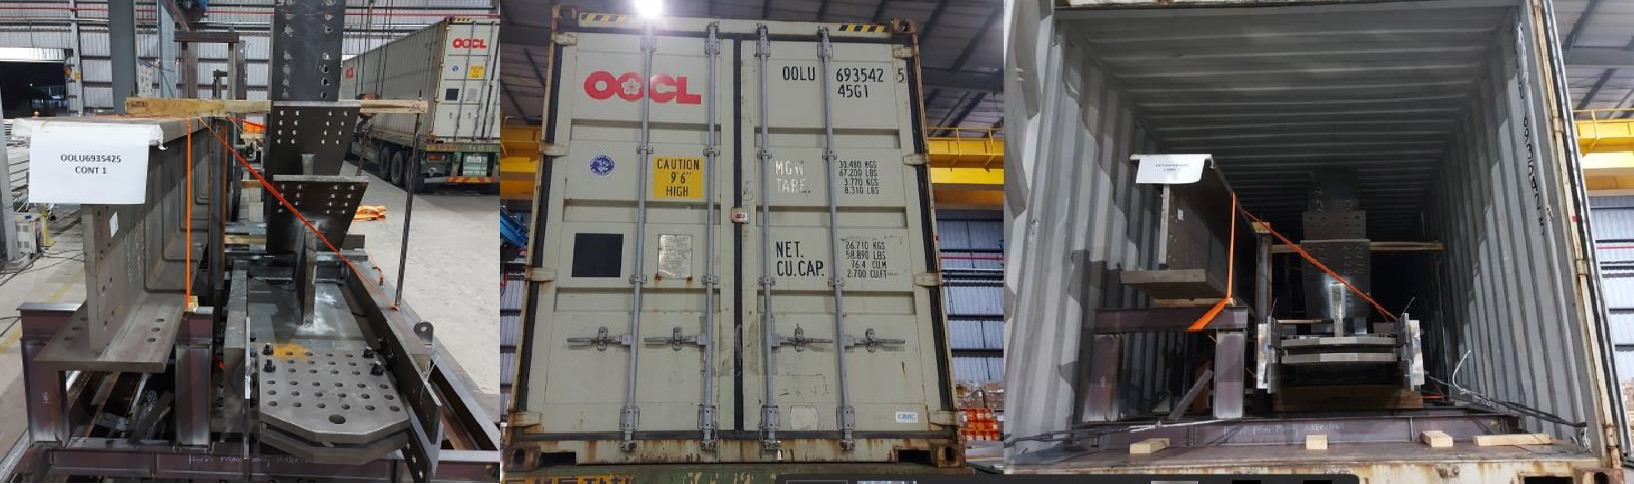 OOLU6935425
CONT 1
OOCL
OOCL
OOLU 693542 5
45G1
CAUTION
9'6"
HIGH
MGW
TARE
30.480 KGS
67.200 LBS
3.770 KGS
8.310 LBS
NET.
CU.CAP.
26.710 KGS
58.890 LBS
76.4 CU.M
2.700 CU.FT
CIMC